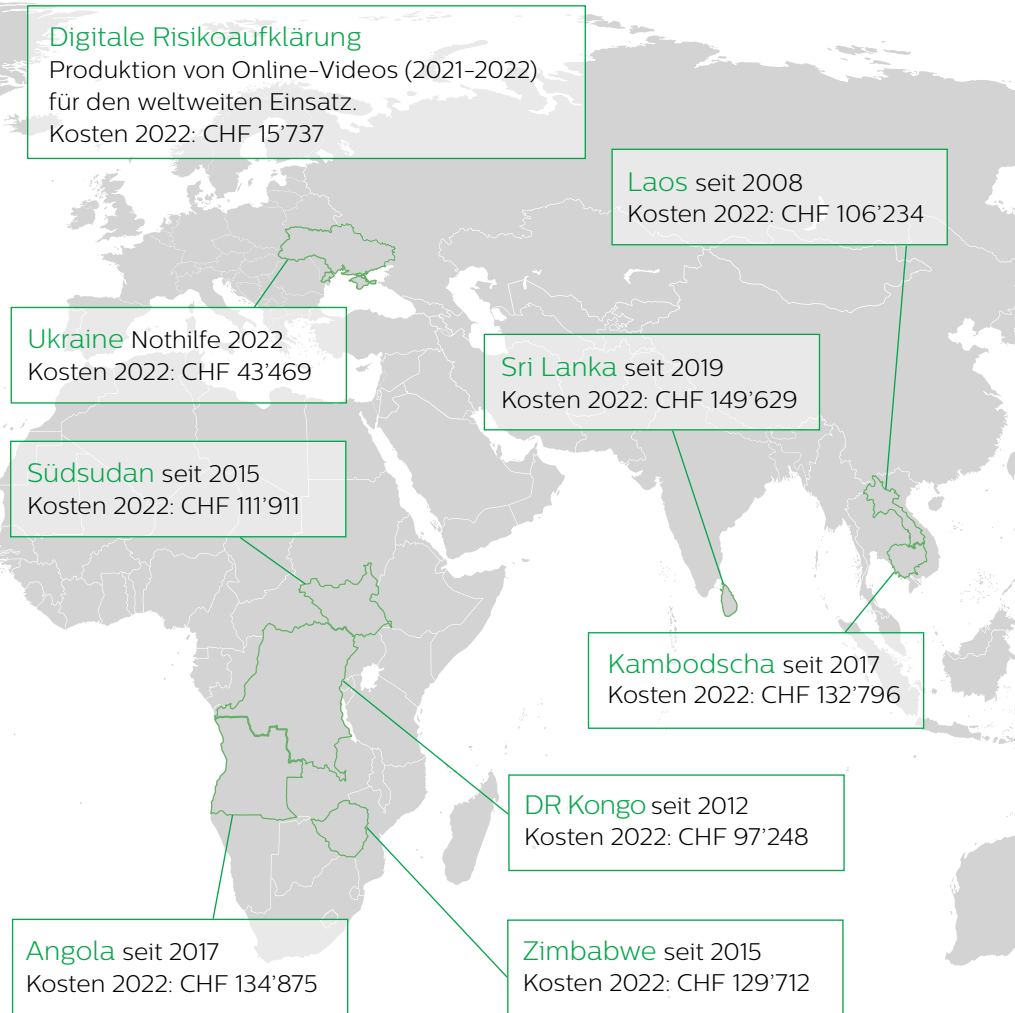 Digitale Risikoaufklärung
Produktion von Online-Videos (2021-2022)
für den weltweiten Einsatz.
Kosten 2022: CHF 15’737
Laos seit 2008
Kosten 2022: CHF 106’234
Ukraine Nothilfe 2022
Kosten 2022: CHF 43’469
Sri Lanka seit 2019
Kosten 2022: CHF 149’629
Südsudan seit 2015
Kosten 2022: CHF 111’911
Kambodscha seit 2017
Kosten 2022: CHF 132’796
DR Kongo seit 2012
Kosten 2022: CHF 97’248
Angola seit 2017
Kosten 2022: CHF 134’875
Zimbabwe seit 2015
Kosten 2022: CHF 129’712